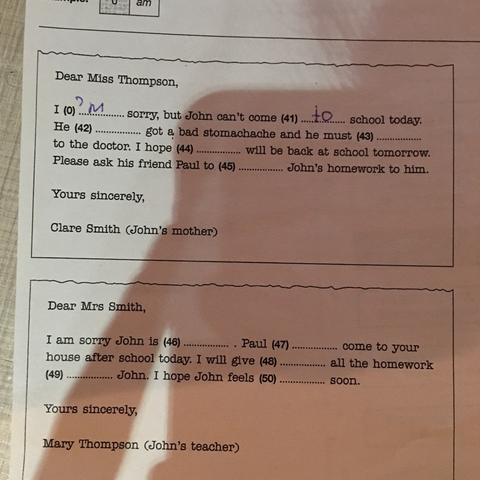 0 am
Dear Miss Thompson,
I (0) ?'M sorry, but John can't come (41) to school today.
He (42) ............... got a bad stomachache and he must (43) ...............
to the doctor. I hope (44) ............... will be back at school tomorrow.
Please ask his friend Paul to (45) ............... John's homework to him.
Yours sincerely,
Clare Smith (John's mother)
Dear Mrs Smith,
I am sorry John is (46) ............... . Paul (47) ............... come to your
house after school today. I will give (48) ............... all the homework
(49) ............... John. I hope John feels (50) ............... soon.
Yours sincerely,
Mary Thompson (John's teacher)